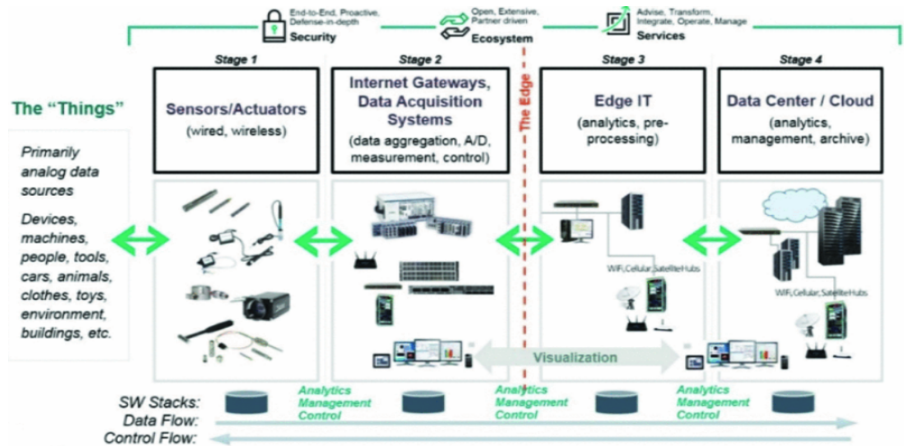 End-to-End, Proactive,
Defense-in-depth
Security
Open, Extensive,
Partner driven
Ecosystem
Advise, Transform,
Integrate, Operate, Manage
Services
The “Things”
Primarily
analog data
sources
Devices,
machines,
people, tools,
cars, animals,
clothes, toys,
environment,
buildings, etc.
Stage 1
Sensors/Actuators
(wired, wireless)
Stage 2
Internet Gateways,
Data Acquisition
Systems
(data aggregation, A/D,
measurement, control)
The Edge
Stage 3
Edge IT
(analytics, pre-
processing)
Stage 4
Data Center / Cloud
(analytics,
management, archive)
WiFi, Cellular, Satellite Hubs
WiFi, Cellular, Satellite Hubs
Visualization
SW Stacks:
Analytics
Management
Control
Analytics
Management
Control
Analytics
Management
Control
Data Flow:
Control Flow: